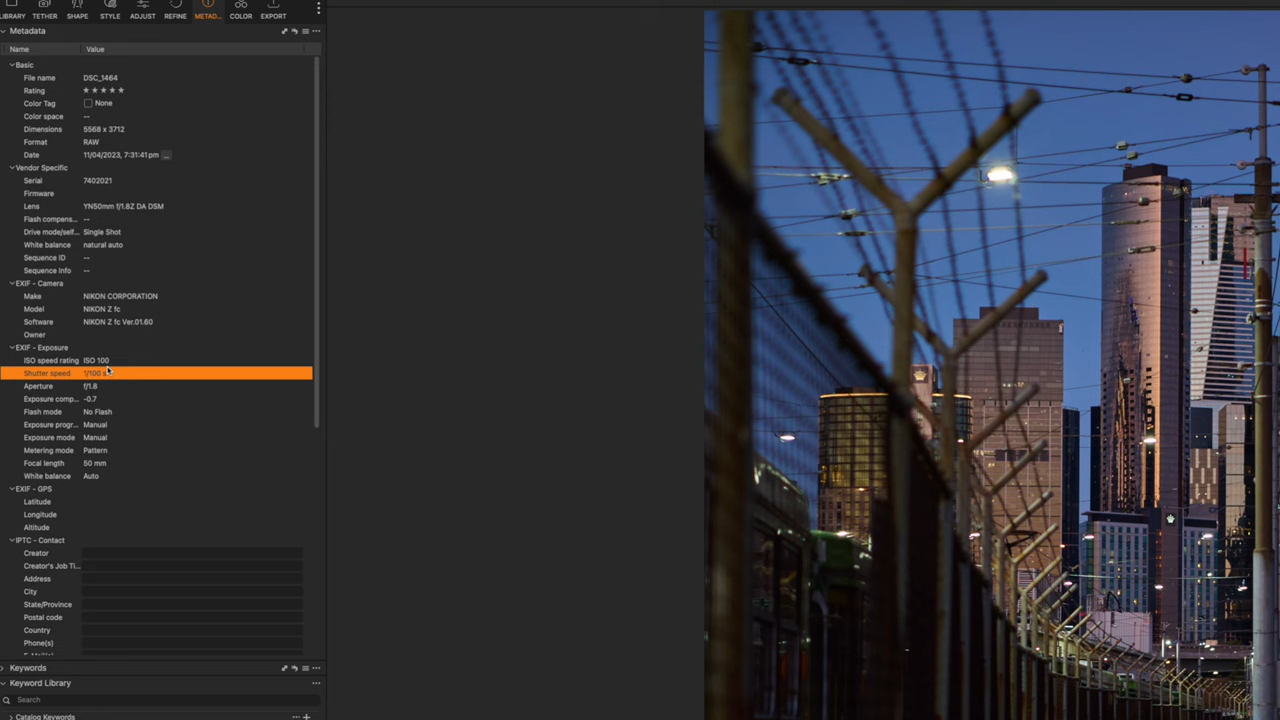 LIBRARY TETHER SHAPE STYLE ADJUST REFINE METAD... COLOR EXPORT
Metadata
Name Value
Basic
File name DSC_1464
Rating ★ ★ ★ ★ ★
Color Tag None
Color space --
Dimensions 5568 x 3712
Format RAW
Date 11/04/2023, 7:31:41 pm ...
Vendor Specific
Serial 7402021
Firmware
Lens YN50mm f/1.8Z DA DSM
Flash compens... --
Drive mode/self... Single Shot
White balance natural auto
Sequence ID --
Sequence Info --
EXIF - Camera
Make NIKON CORPORATION
Model NIKON Z fc
Software NIKON Z fc Ver.01.60
Owner
EXIF - Exposure
ISO speed rating ISO 100
Shutter speed 1/100 s
Aperture f/1.8
Exposure comp... -0.7
Flash mode No Flash
Exposure progr... Manual
Exposure mode Manual
Metering mode Pattern
Focal length 50 mm
White balance Auto
EXIF - GPS
Latitude
Longitude
Altitude
IPTC - Contact
Creator
Creator's Job Ti...
Address
City
State/Province
Postal code
Country
Phone(s)
Keywords
Keyword Library
Search
Catalog Keywords